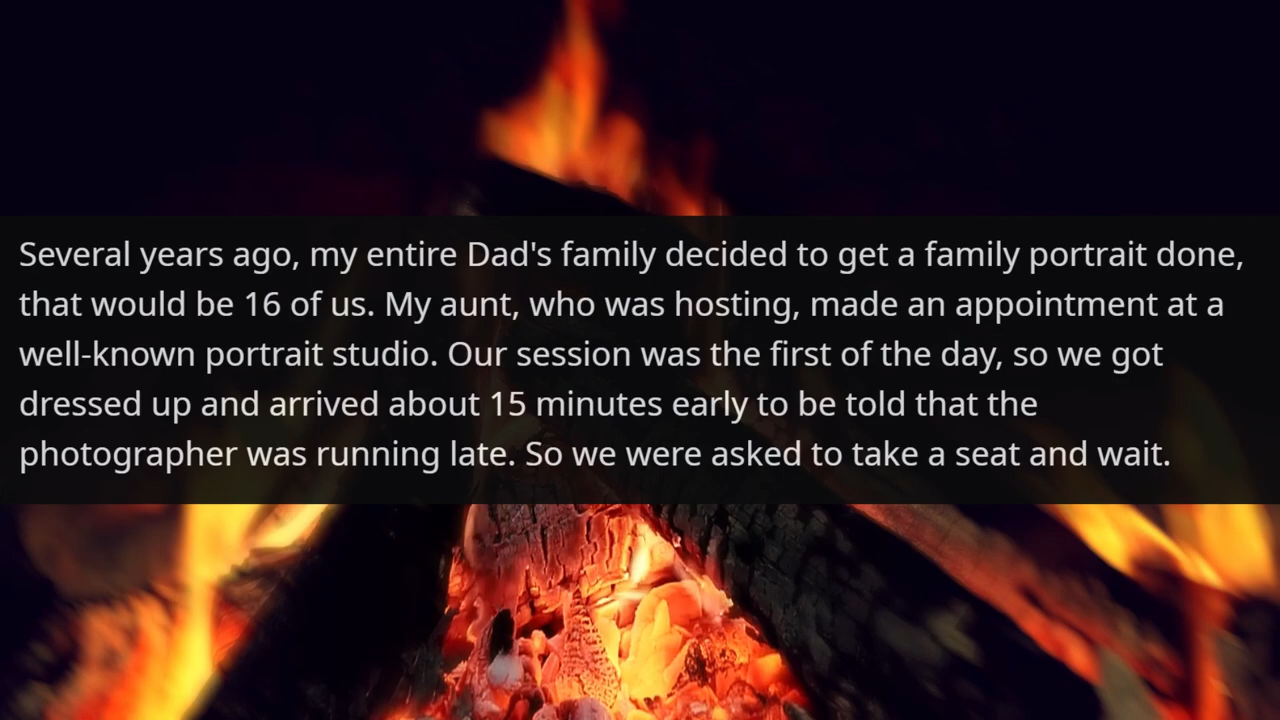 Several years ago, my entire Dad's family decided to get a family portrait done,
that would be 16 of us. My aunt, who was hosting, made an appointment at a
well-known portrait studio. Our session was the first of the day, so we got
dressed up and arrived about 15 minutes early to be told that the
photographer was running late. So we were asked to take a seat and wait.